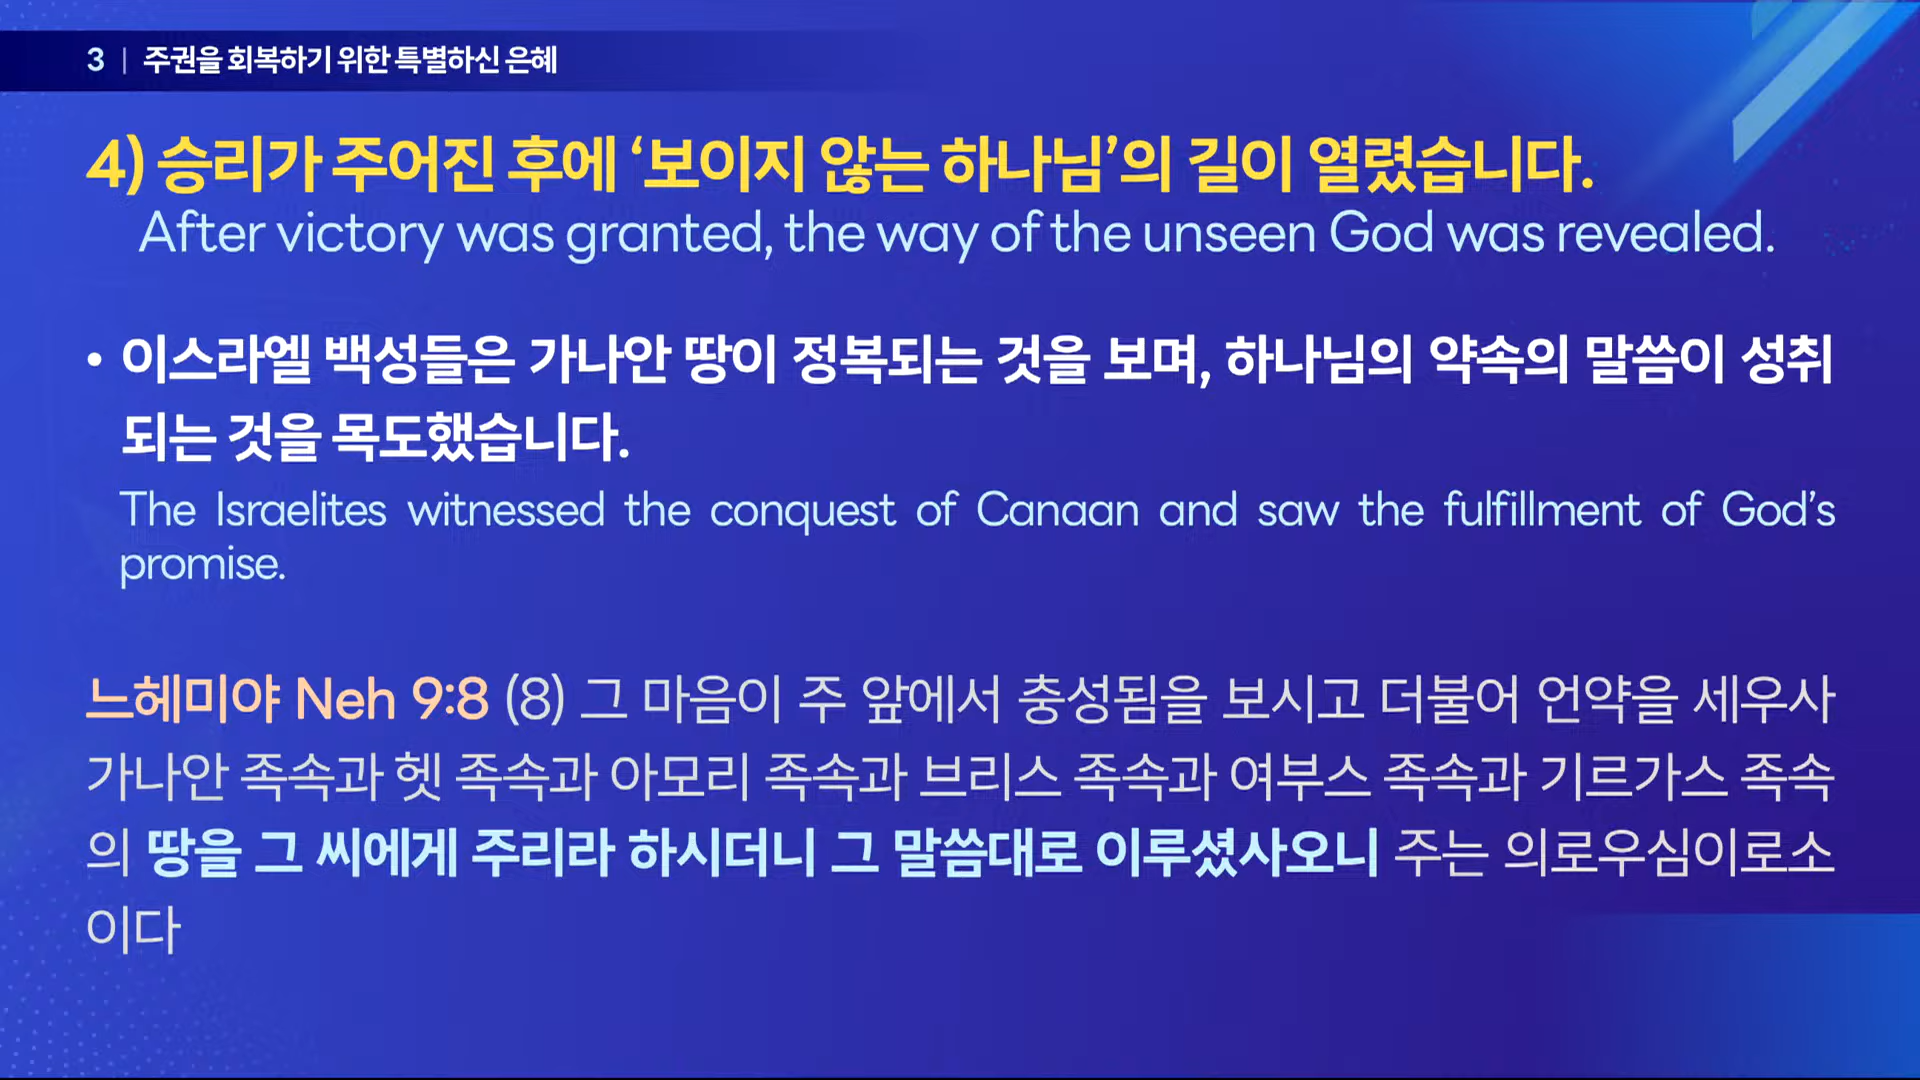 3 | 주권을 회복하기 위한 특별하신 은혜
4) 승리가 주어진 후에 ‘보이지 않는 하나님’의 길이 열렸습니다.
After victory was granted, the way of the unseen God was revealed.
• 이스라엘 백성들은 가나안 땅이 정복되는 것을 보며, 하나님의 약속의 말씀이 성취
되는 것을 목도했습니다.
The Israelites witnessed the conquest of Canaan and saw the fulfillment of God’s
promise.
느헤미야 Neh 9:8 (8) 그 마음이 주 앞에서 충성됨을 보시고 더불어 언약을 세우사
가나안 족속과 헷 족속과 아모리 족속과 브리스 족속과 여부스 족속과 기르가스 족속
의 땅을 그 씨에게 주리라 하시더니 그 말씀대로 이루셨사오니 주는 의로우심이로소
이다